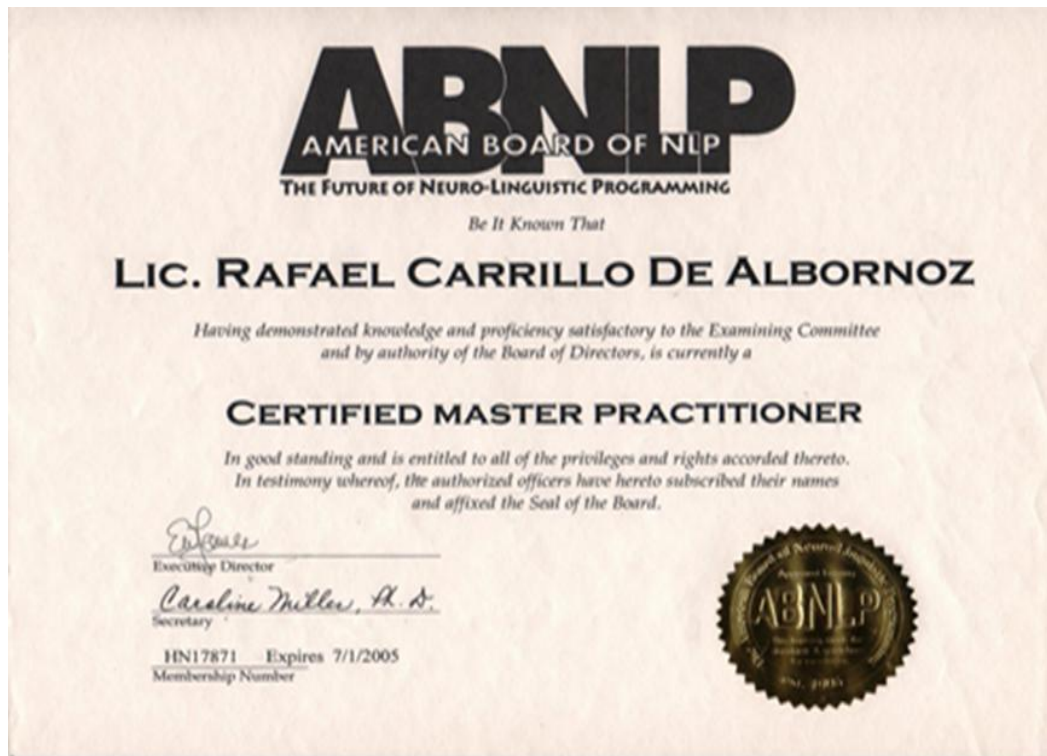 ABNLP
AMERICAN BOARD OF NLP
THE FUTURE OF NEURO-LINGUISTIC PROGRAMMING
Be It Known That
LIC. RAFAEL CARRILLO DE ALBORNOZ
Having demonstrated knowledge and proficiency satisfactory to the Examining Committee
and by authority of the Board of Directors, is currently a
CERTIFIED MASTER PRACTITIONER
In good standing and is entitled to all of the privileges and rights accorded thereto.
In testimony whereof, the authorized officers have hereto subscribed their names
and affixed the Seal of the Board.
Executive Director
Caroline Miller, Ph.D.
Secretary
HN17871 Expires 7/1/2005
Membership Number
ABNLP